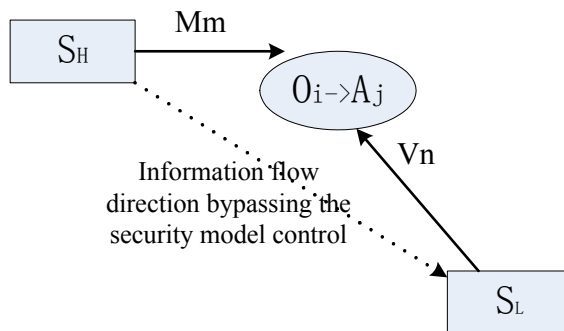 Mm
SH
Oi->Aj
Vn
Information flow
direction bypassing the
security model control
SL